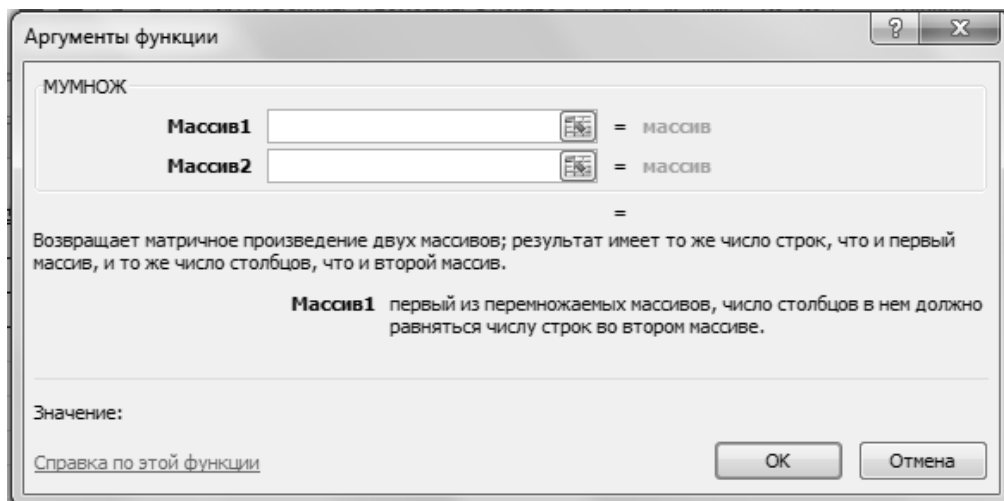 Аргументы функции
МУМНОЖ
Массив1 = массив
Массив2 = массив
=
Возвращает матричное произведение двух массивов; результат имеет то же число строк, что и первый
массив, и то же число столбцов, что и второй массив.
Массив1 первый из перемножаемых массивов, число столбцов в нем должно
равняться числу строк во втором массиве.
Значение:
Справка по этой функции
ОК
Отмена